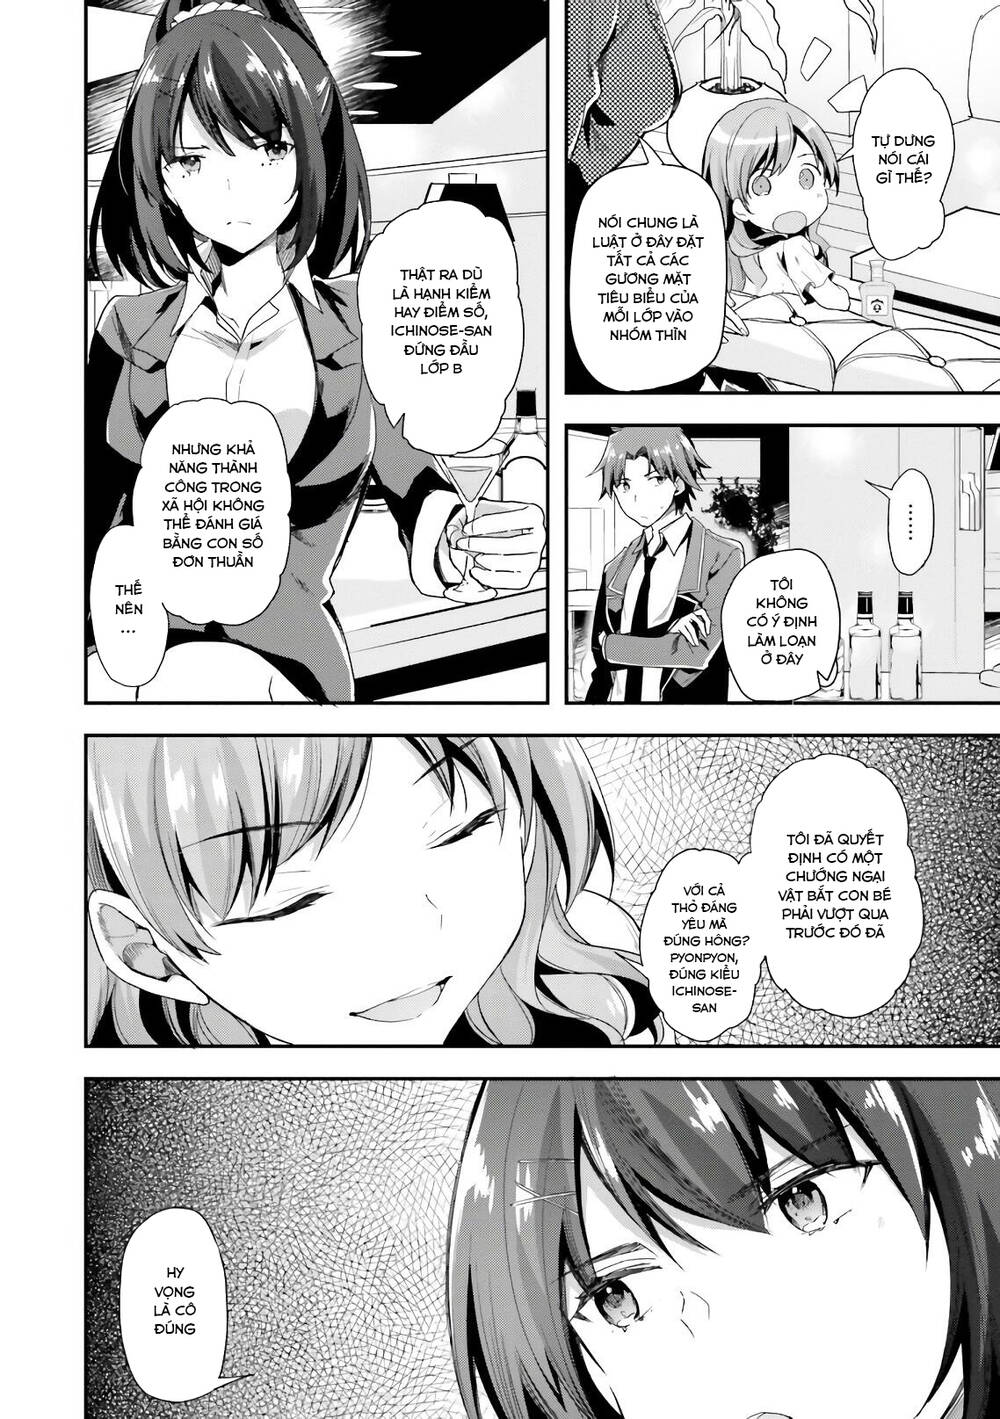 TỰ DƯNG
NÓI CÁI
GÌ THẾ?
NÓI CHUNG LÀ
LUẬT Ở ĐÂY ĐẶT
TẤT CẢ CÁC
GƯƠNG MẶT
TIÊU BIỂU CỦA
MỖI LỚP VÀO
NHÓM THÌN
THẬT RA DÙ
LÀ HẠNH KIỂM
HAY ĐIỂM SỐ,
ICHINOSE-SAN
ĐỨNG ĐẦU
LỚP B
NHƯNG KHẢ
NĂNG THÀNH
CÔNG TRONG
XÃ HỘI KHÔNG
THỂ ĐÁNH GIÁ
BẰNG CON SỐ
ĐƠN THUẦN
THẾ
NÊN
...
......
TÔI
KHÔNG
CÓ Ý ĐỊNH
LÀM LOẠN
Ở ĐÂY
TÔI ĐÃ QUYẾT
ĐỊNH CÓ MỘT
CHƯỚNG NGẠI
VẬT BẮT CON BÉ
PHẢI VƯỢT QUA
TRƯỚC ĐÓ ĐÃ
VỚI CẢ
THỎ ĐÁNG
YÊU MÀ
ĐÚNG HÔNG?
PYONPYON,
ĐÚNG KIỂU
ICHINOSE-
SAN
HY
VỌNG
LÀ CÔ
ĐÚNG